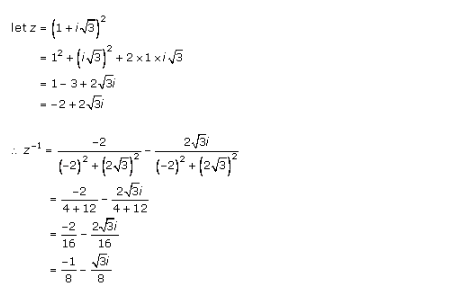 let z = (1 + i√3)²
= 1² + (i√3)² + 2 × 1 × i√3
= 1 − 3 + 2√3i
= −2 + 2√3i
∴ z⁻¹ = −2/((−2)² + (2√3)²) − 2√3i/((−2)² + (2√3)²)
= −2/(4 + 12) − 2√3i/(4 + 12)
= −2/16 − 2√3i/16
= −1/8 − √3i/8